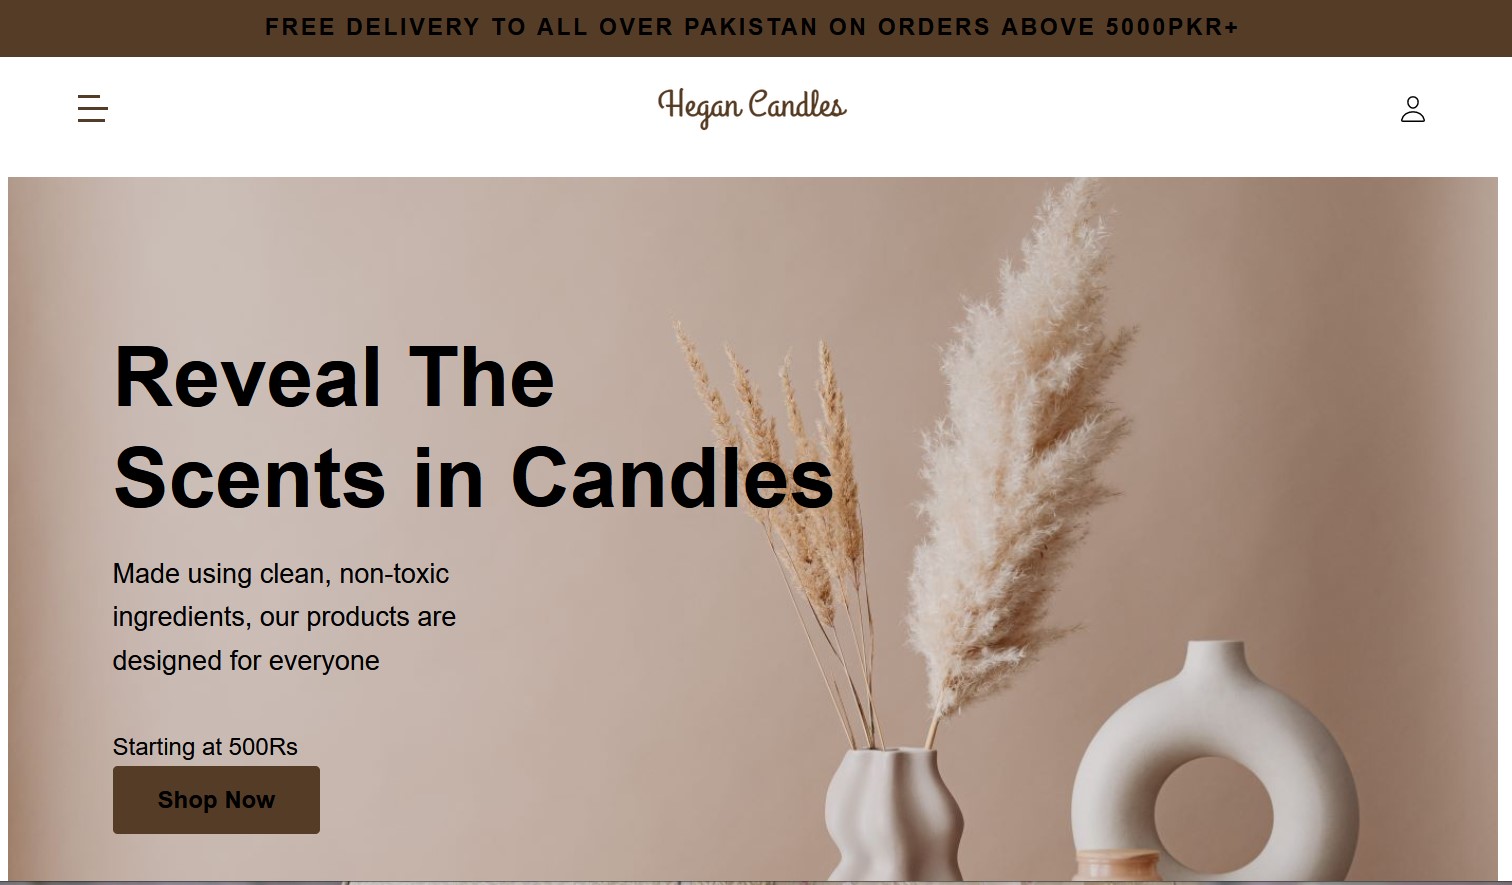 FREE DELIVERY TO ALL OVER PAKISTAN ON ORDERS ABOVE 5000PKR+
Hegan Candles
Reveal The
Scents in Candles
Made using clean, non-toxic
ingredients, our products are
designed for everyone
Starting at 500Rs
Shop Now